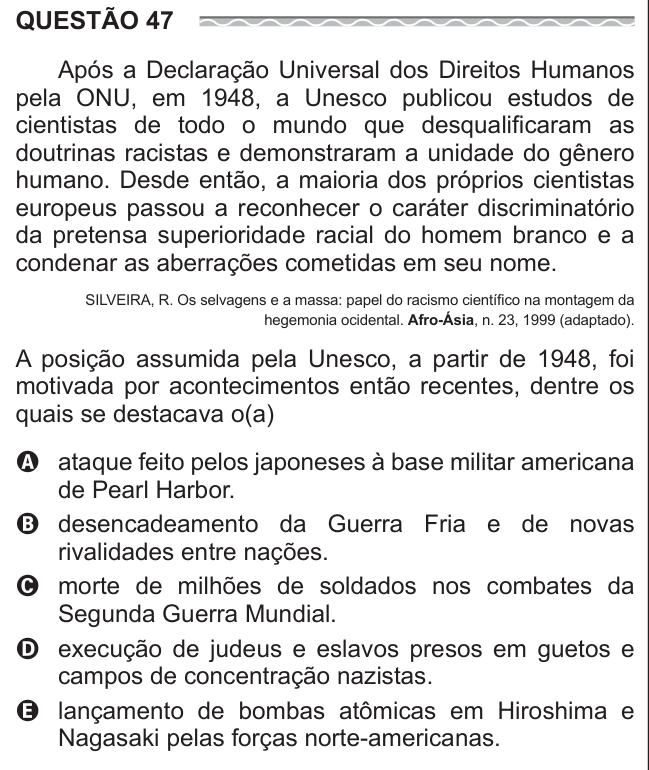 QUESTÃO 47
Após a Declaração Universal dos Direitos Humanos
pela ONU, em 1948, a Unesco publicou estudos de
cientistas de todo o mundo que desqualificaram as
doutrinas racistas e demonstraram a unidade do gênero
humano. Desde então, a maioria dos próprios cientistas
europeus passou a reconhecer o caráter discriminatório
da pretensa superioridade racial do homem branco e a
condenar as aberrações cometidas em seu nome.
SILVEIRA, R. Os selvagens e a massa: papel do racismo científico na montagem da
hegemonia ocidental. Afro-Ásia, n. 23, 1999 (adaptado).
A posição assumida pela Unesco, a partir de 1948, foi
motivada por acontecimentos então recentes, dentre os
quais se destacava o(a)
A ataque feito pelos japoneses à base militar americana
de Pearl Harbor.
B desencadeamento da Guerra Fria e de novas
rivalidades entre nações.
C morte de milhões de soldados nos combates da
Segunda Guerra Mundial.
D execução de judeus e eslavos presos em guetos e
campos de concentração nazistas.
E lançamento de bombas atômicas em Hiroshima e
Nagasaki pelas forças norte-americanas.